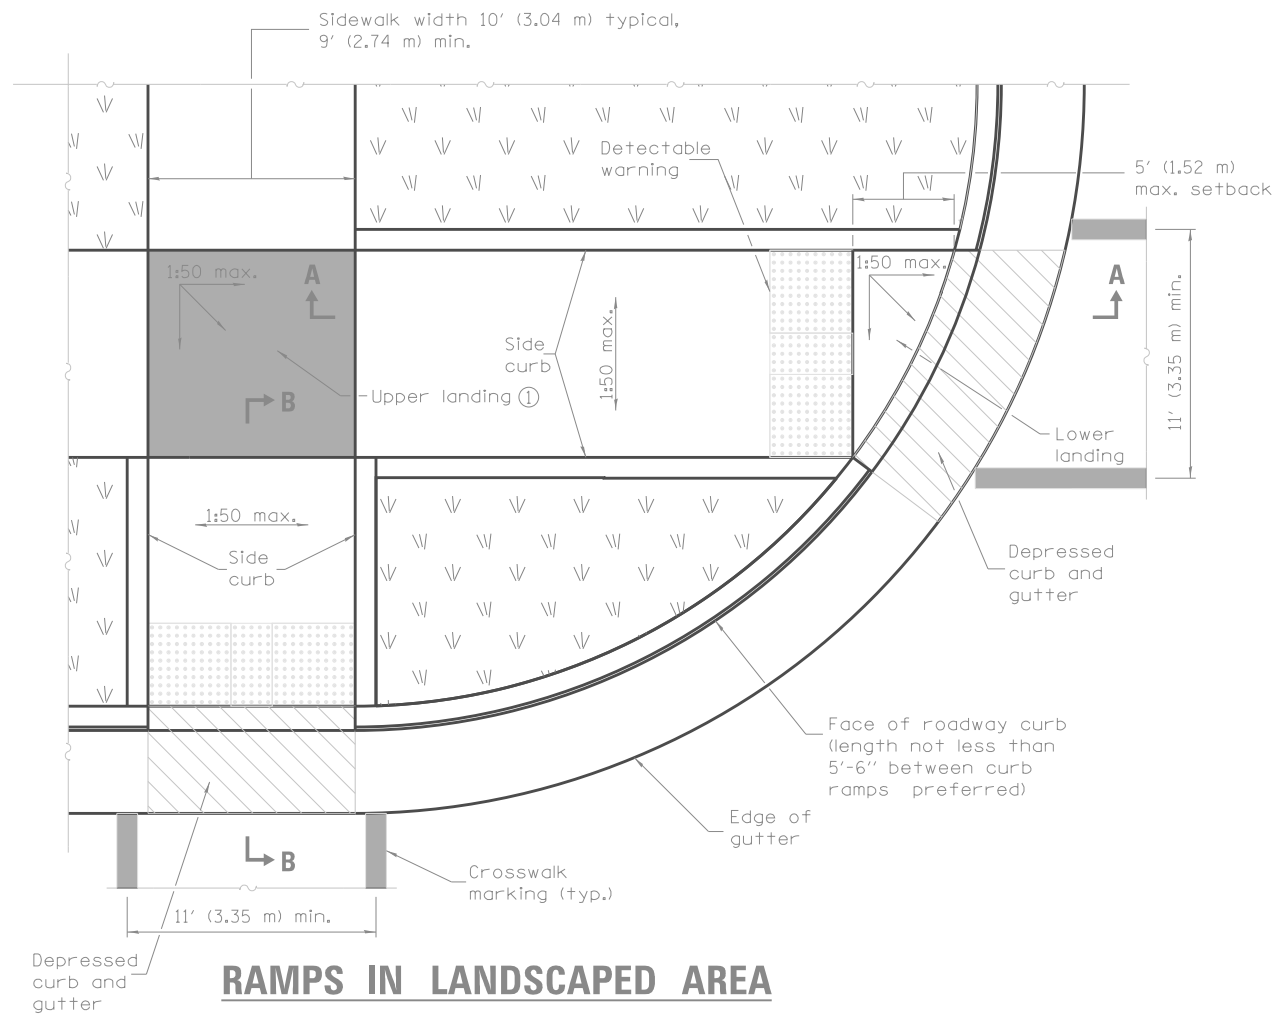 Sidewalk width 10' (3.04 m) typical,
9' (2.74 m) min.
Detectable
warning
5' (1.52 m)
max. setback
1:50 max.
A
1:50 max.
A
Side
curb
1:50 max.
11' (3.35 m) min.
B
Upper landing ①
Lower
landing
1:50 max.
Side
curb
Depressed
curb and
gutter
Face of roadway curb
(length not less than
5'-6'' between curb
ramps preferred)
Edge of
gutter
B
Crosswalk
marking (typ.)
11' (3.35 m) min.
Depressed
curb and
gutter
RAMPS IN LANDSCAPED AREA